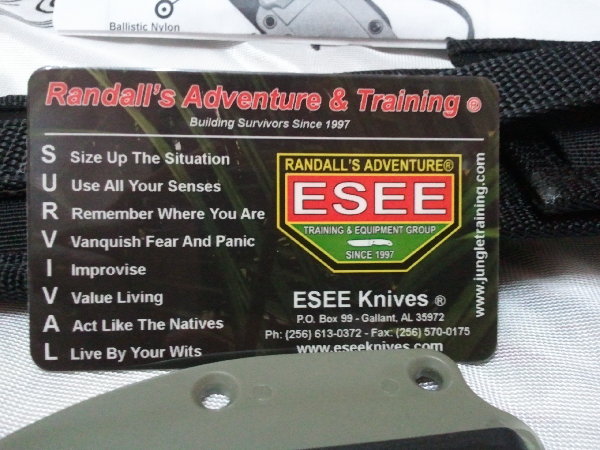 Ballistic Nylon
Randall's Adventure & Training ®
Building Survivors Since 1997
S Size Up The Situation
U Use All Your Senses
R Remember Where You Are
V Vanquish Fear And Panic
I Improvise
V Value Living
A Act Like The Natives
L Live By Your Wits
RANDALL'S ADVENTURE®
ESEE
TRAINING & EQUIPMENT GROUP
SINCE 1997
ESEE Knives ®
P.O. Box 99 - Gallant, AL 35972
Ph: (256) 613-0372 - Fax: (256) 570-0175
www.eseeknives.com
www.jungletraining.com